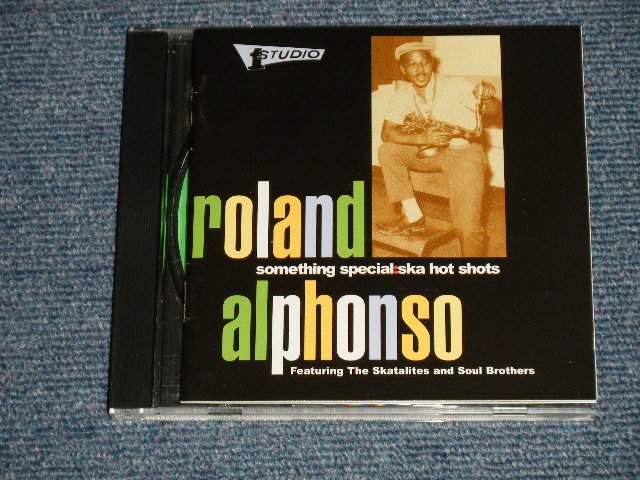 1 STUDIO
roland
something special:ska hot shots
alphonso
Featuring The Skatalites and Soul Brothers